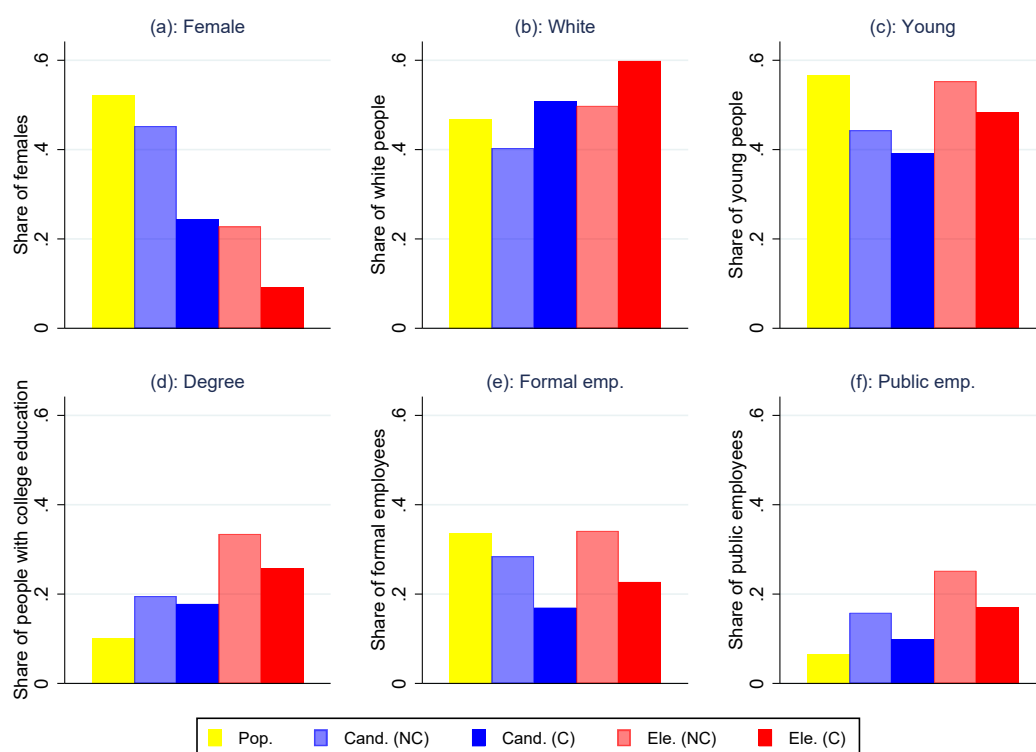 (a): Female
(b): White
(c): Young
Share of females
0 .2 .4 .6
Share of white people
0 .2 .4 .6
Share of young people
0 .2 .4 .6
(d): Degree
(e): Formal emp.
(f): Public emp.
Share of people with college education
0 .2 .4 .6
Share of formal employees
0 .2 .4 .6
Share of public employees
0 .2 .4 .6
Pop. Cand. (NC) Cand. (C) Ele. (NC) Ele. (C)